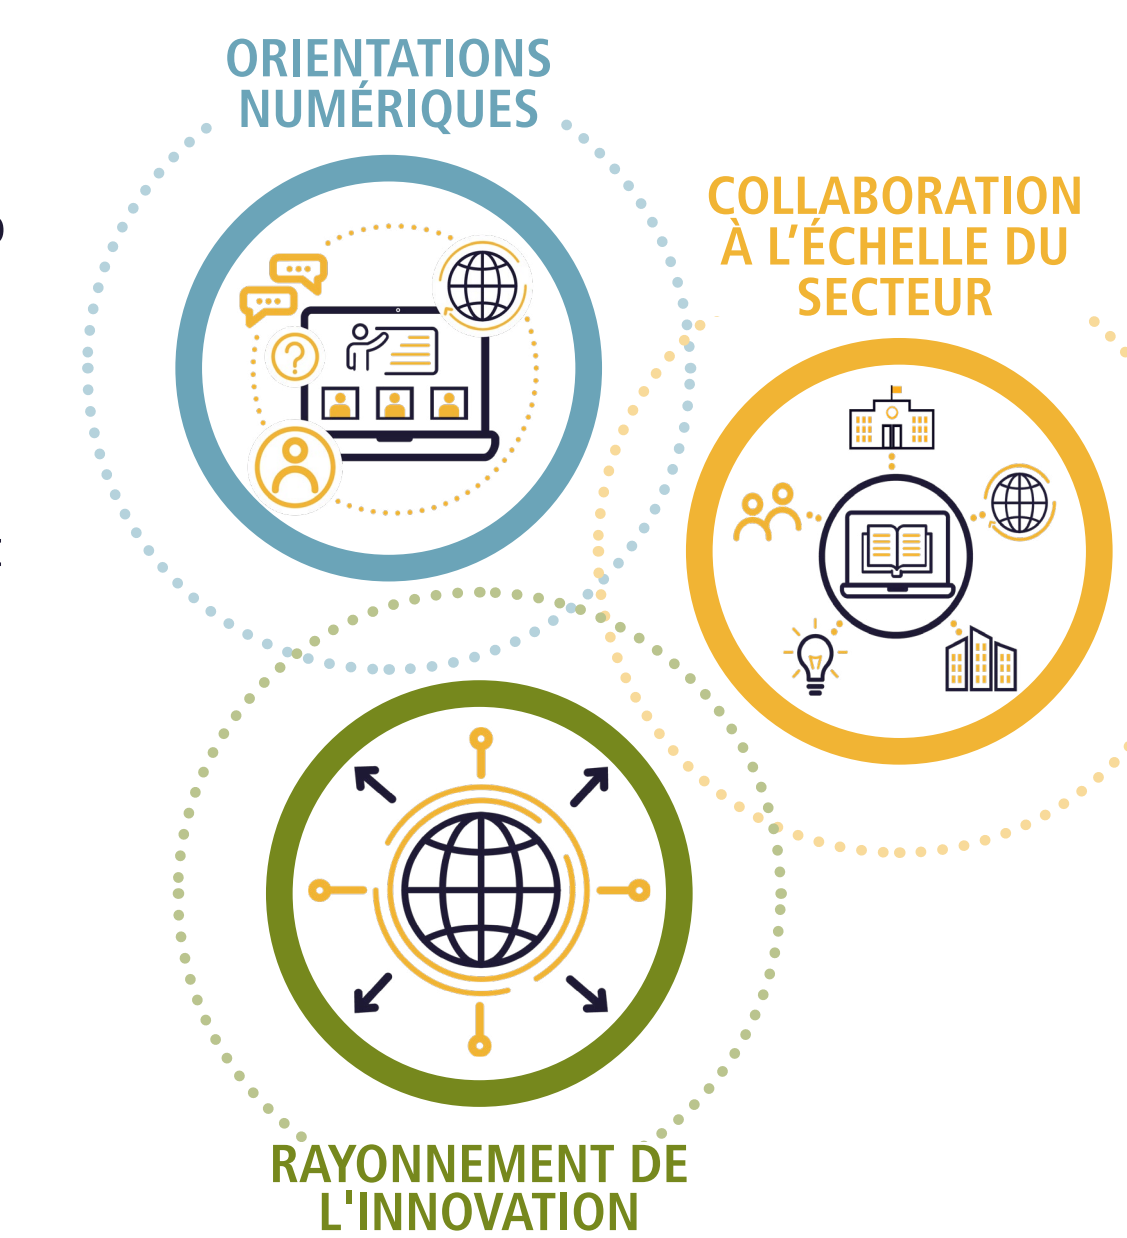 ORIENTATIONS
NUMÉRIQUES
COLLABORATION
À L’ÉCHELLE DU
SECTEUR
?
RAYONNEMENT DE
L'INNOVATION